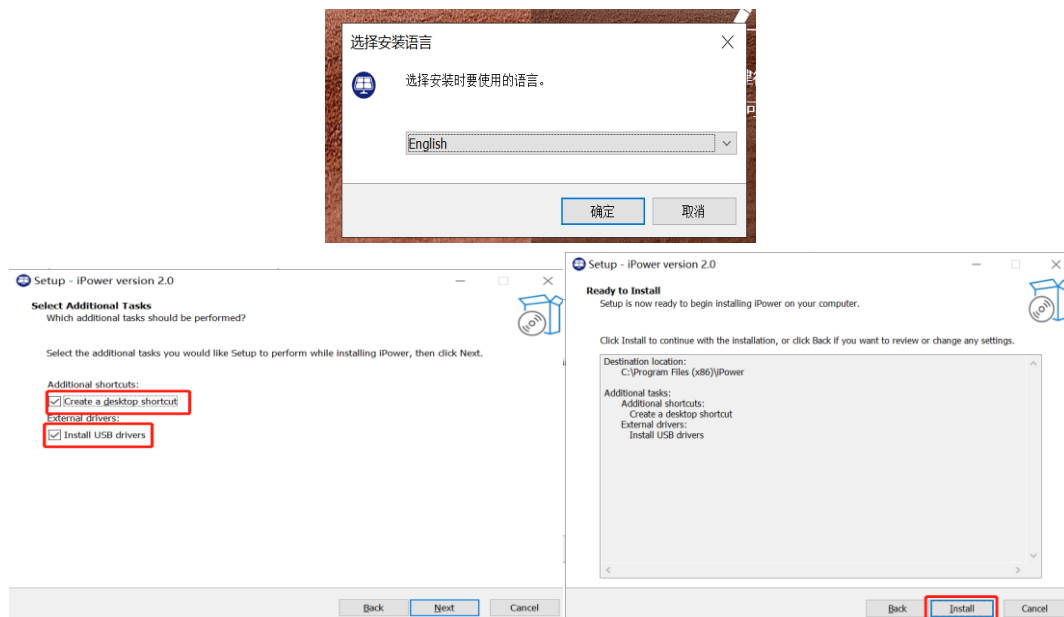 选择安装语言
选择安装时要使用的语言。
English
确定
取消
Setup - iPower version 2.0
Select Additional Tasks
Which additional tasks should be performed?
Select the additional tasks you would like Setup to perform while installing iPower, then click Next.
Additional shortcuts:
Create a desktop shortcut
External drivers:
Install USB drivers
Back
Next
Cancel
Setup - iPower version 2.0
Ready to Install
Setup is now ready to begin installing iPower on your computer.
Click Install to continue with the installation, or click Back if you want to review or change any settings.
Destination location:
C:\Program Files (x86)\iPower
Additional tasks:
Additional shortcuts:
Create a desktop shortcut
External drivers:
Install USB drivers
Back
Install
Cancel